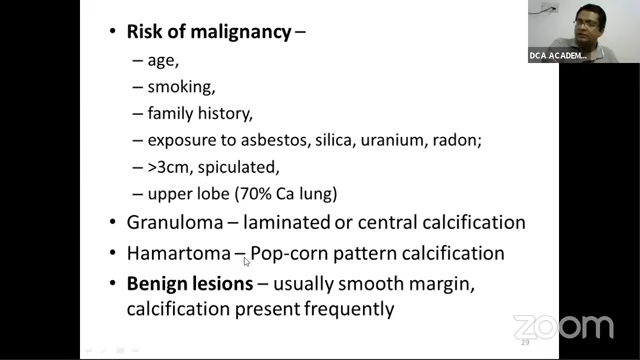 • Risk of malignancy –
– age,
– smoking,
– family history,
– exposure to asbestos, silica, uranium, radon;
– >3cm, spiculated,
– upper lobe (70% Ca lung)
• Granuloma – laminated or central calcification
• Hamartoma – Pop-corn pattern calcification
• Benign lesions – usually smooth margin,
calcification present frequently
DCA ACADEM...
zoom
29